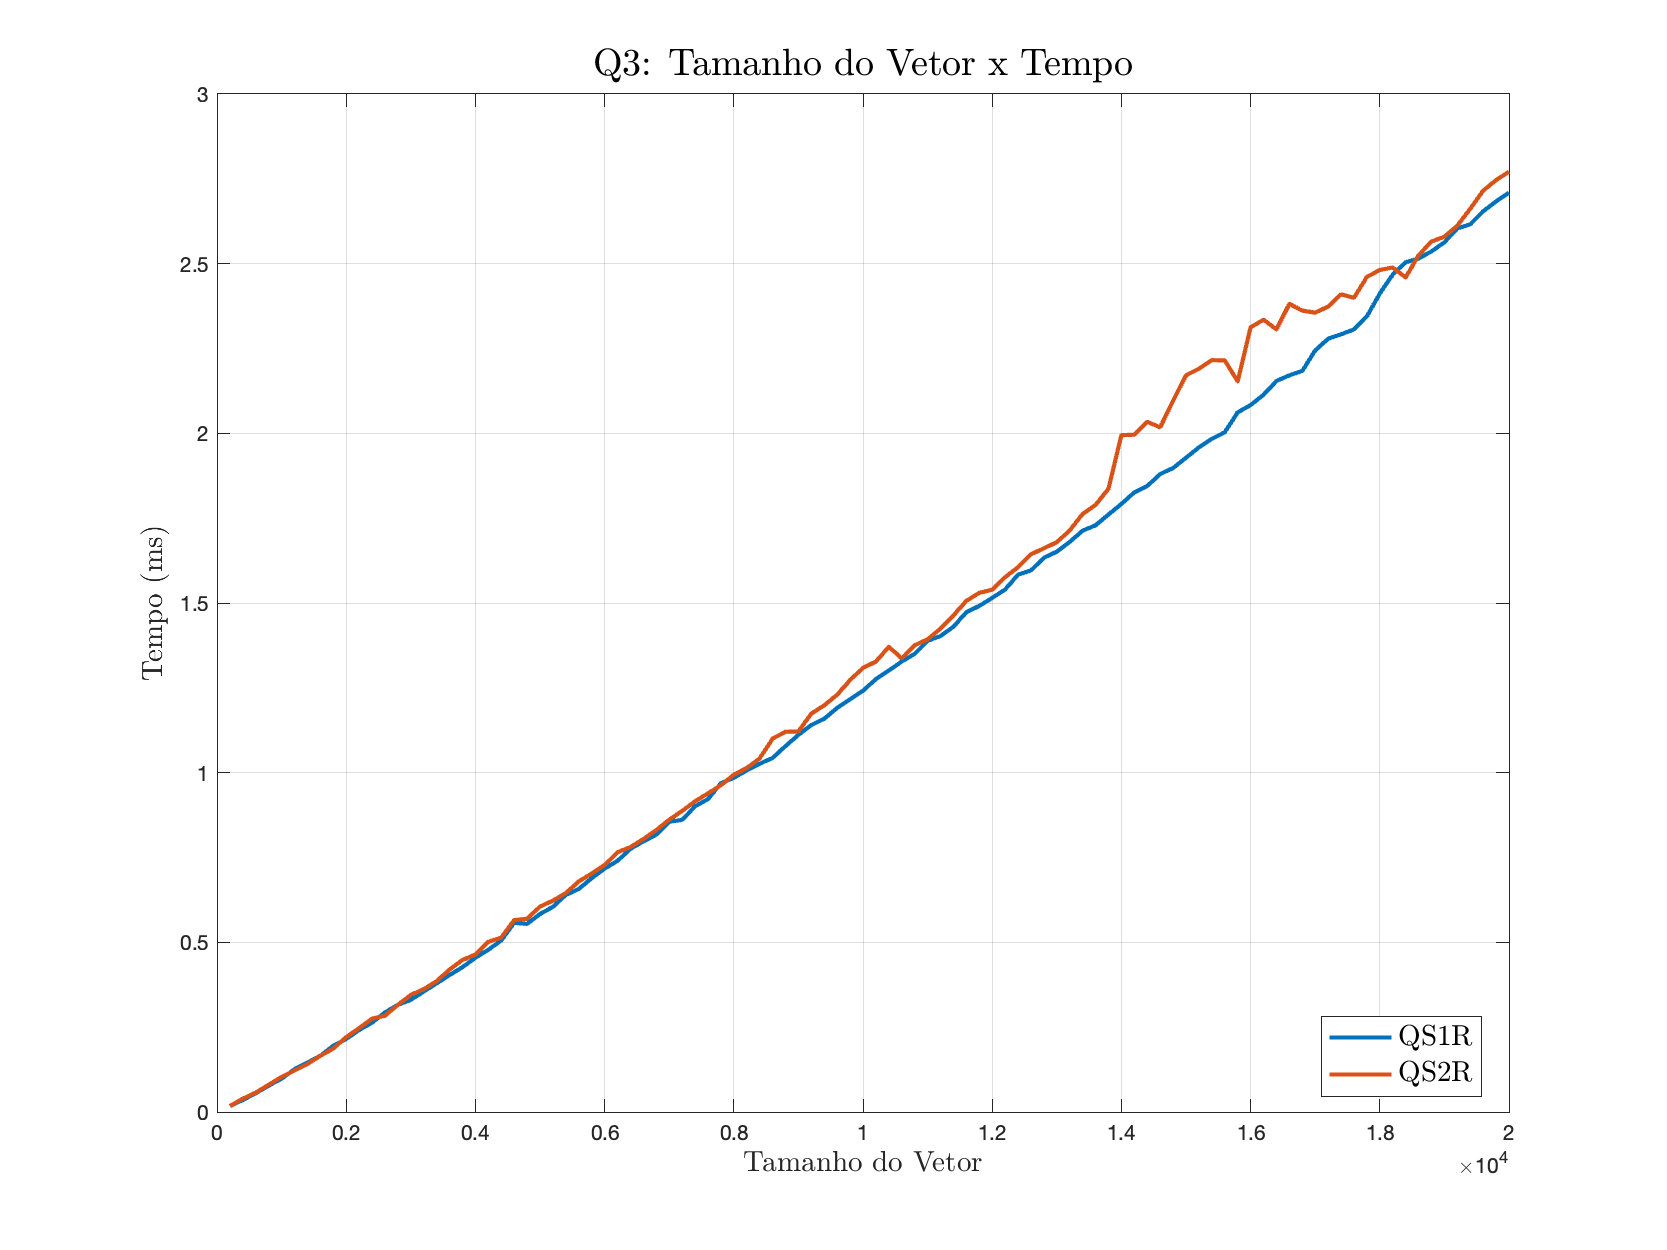 Q3: Tamanho do Vetor x Tempo
3
2.5
2
1.5
1
0.5
0
Tempo (ms)
0 0.2 0.4 0.6 0.8 1 1.2 1.4 1.6 1.8 2
×10⁴
Tamanho do Vetor
QS1R
QS2R